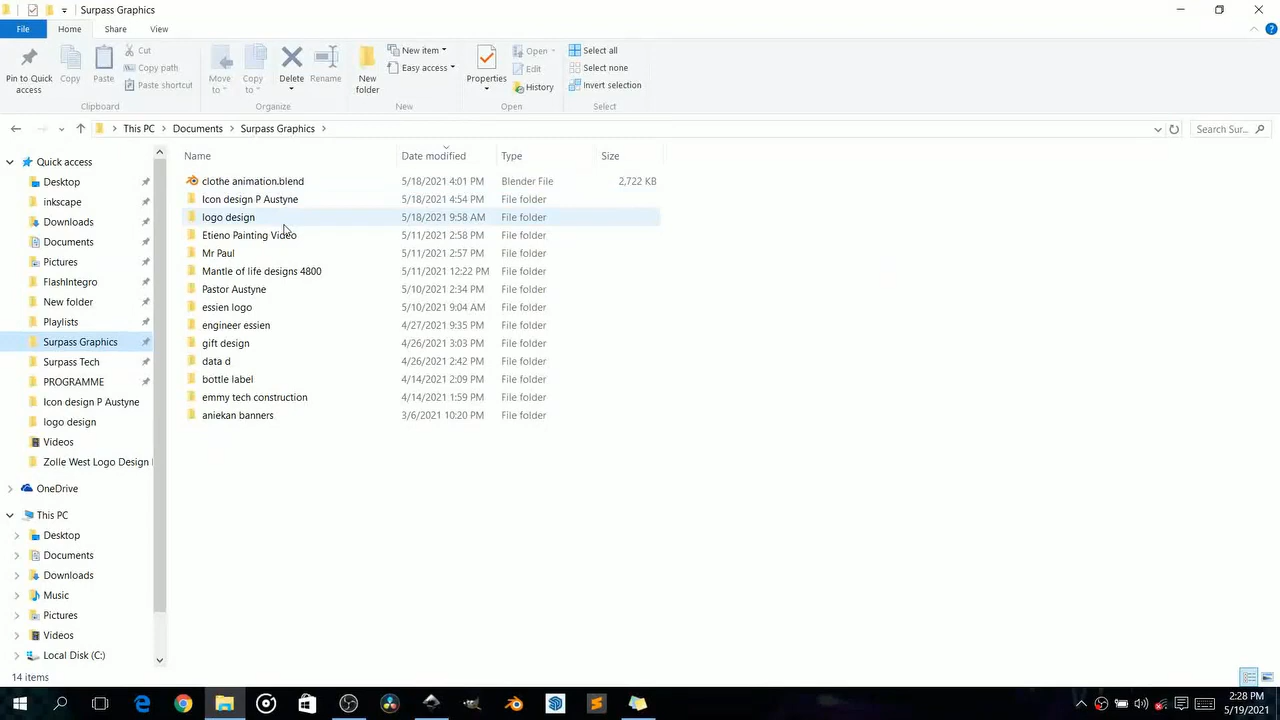 Surpass Graphics
File Home Share View
Pin to Quick access
Copy
Paste
Cut
Copy path
Paste shortcut
Clipboard
Move to
Copy to
Delete
Rename
Organize
New folder
New item
Easy access
New
Properties
Open
Edit
History
Open
Select all
Select none
Invert selection
Select
This PC > Documents > Surpass Graphics >
Search Sur...
Quick access
Desktop
inkscape
Downloads
Documents
Pictures
FlashIntegro
New folder
Playlists
Surpass Graphics
Surpass Tech
PROGRAMME
Icon design P Austyne
logo design
Videos
Zolle West Logo Design
OneDrive
This PC
Desktop
Documents
Downloads
Music
Pictures
Videos
Local Disk (C:)
Name Date modified Type Size
clothe animation.blend 5/18/2021 4:01 PM Blender File 2,722 KB
Icon design P Austyne 5/18/2021 4:54 PM File folder
logo design 5/18/2021 9:58 AM File folder
Etieno Painting Video 5/11/2021 2:58 PM File folder
Mr Paul 5/11/2021 2:57 PM File folder
Mantle of life designs 4800 5/11/2021 12:22 PM File folder
Pastor Austyne 5/10/2021 2:34 PM File folder
essien logo 5/10/2021 9:04 AM File folder
engineer essien 4/27/2021 9:35 PM File folder
gift design 4/26/2021 3:03 PM File folder
data d 4/26/2021 2:42 PM File folder
bottle label 4/14/2021 2:09 PM File folder
emmy tech construction 4/14/2021 1:59 PM File folder
aniekan banners 3/6/2021 10:20 PM File folder
14 items
2:28 PM
5/19/2021